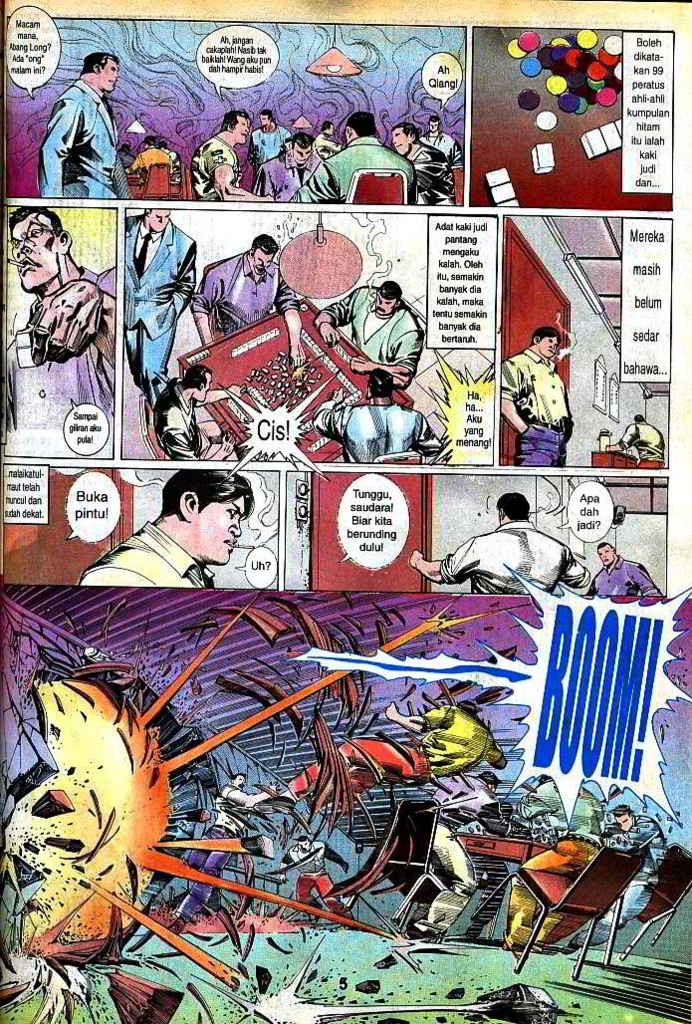 Macam
mana,
Abang Long?
Ada "ong"
malam ini?
Ah, jangan
cakaplah! Nasib tak
baiklah! Wang aku pun
dah hampir habis!
Ah
Qiang!
Boleh
dikata-
kan 99
peratus
ahli-ahli
kumpulan
hitam
itu kaki
judi
dan...
Sampai
giliran aku
pula!
Cis!
Adat kaki judi
pantang
mengaku
kalah. Oleh
itu, semakin
banyak dia
kalah, maka
tentu semakin
banyak dia
bertaruh.
Ha,
ha...
Aku
yang
menang!
Mereka
masih
belum
sedar
bahawa...
...malaikatul-
maut telah
muncul dan
sudah dekat.
Buka
pintu!
Uh?
Tunggu,
saudara!
Biar kita
berunding
dulu!
Apa
dah
jadi?
BOOM!
5